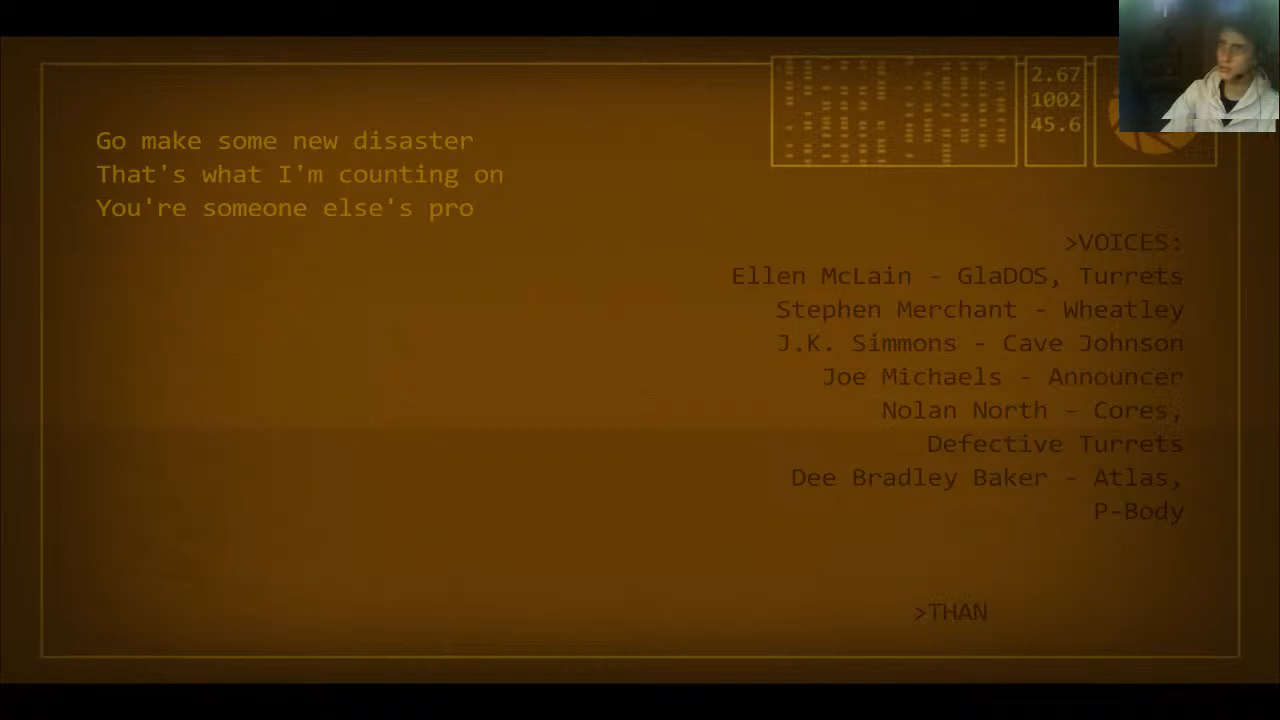 Go make some new disaster
That's what I'm counting on
You're someone else's pro
2.67
1002
45.6
>VOICES:
Ellen McLain - GlaDOS, Turrets
Stephen Merchant - Wheatley
J.K. Simmons - Cave Johnson
Joe Michaels - Announcer
Nolan North - Cores,
Defective Turrets
Dee Bradley Baker - Atlas,
P-Body
>THAN